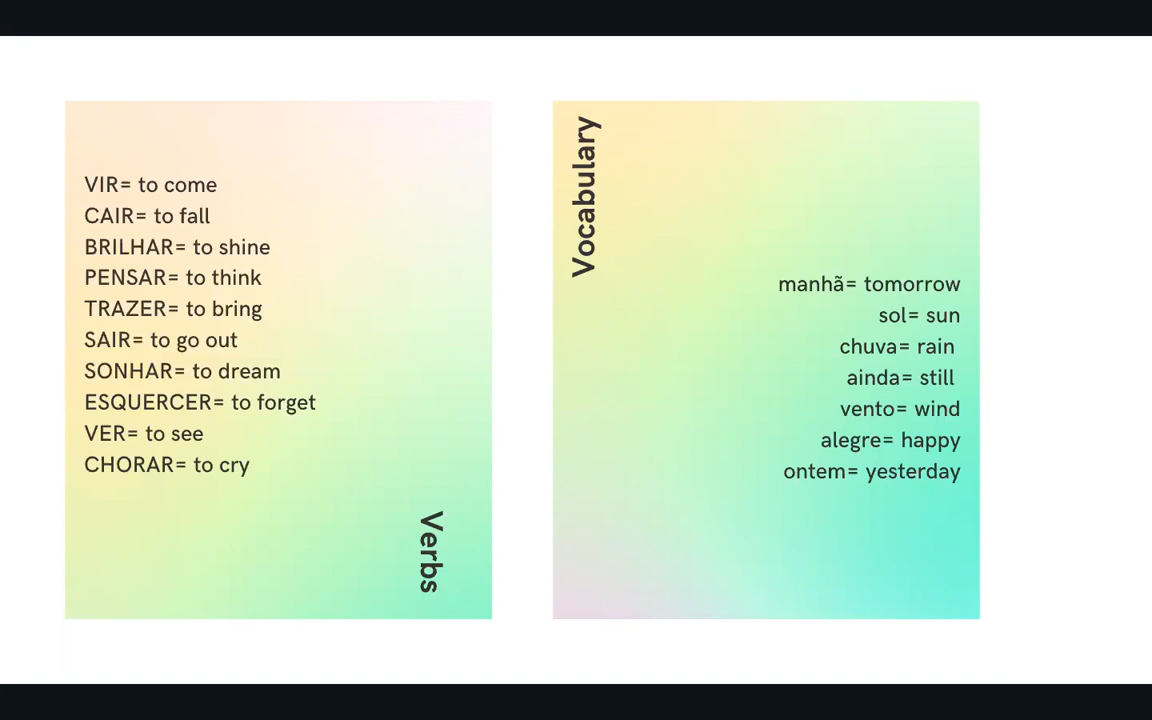 VIR= to come
CAIR= to fall
BRILHAR= to shine
PENSAR= to think
TRAZER= to bring
SAIR= to go out
SONHAR= to dream
ESQUERCER= to forget
VER= to see
CHORAR= to cry
Verbs
Vocabulary
manhã= tomorrow
sol= sun
chuva= rain
ainda= still
vento= wind
alegre= happy
ontem= yesterday